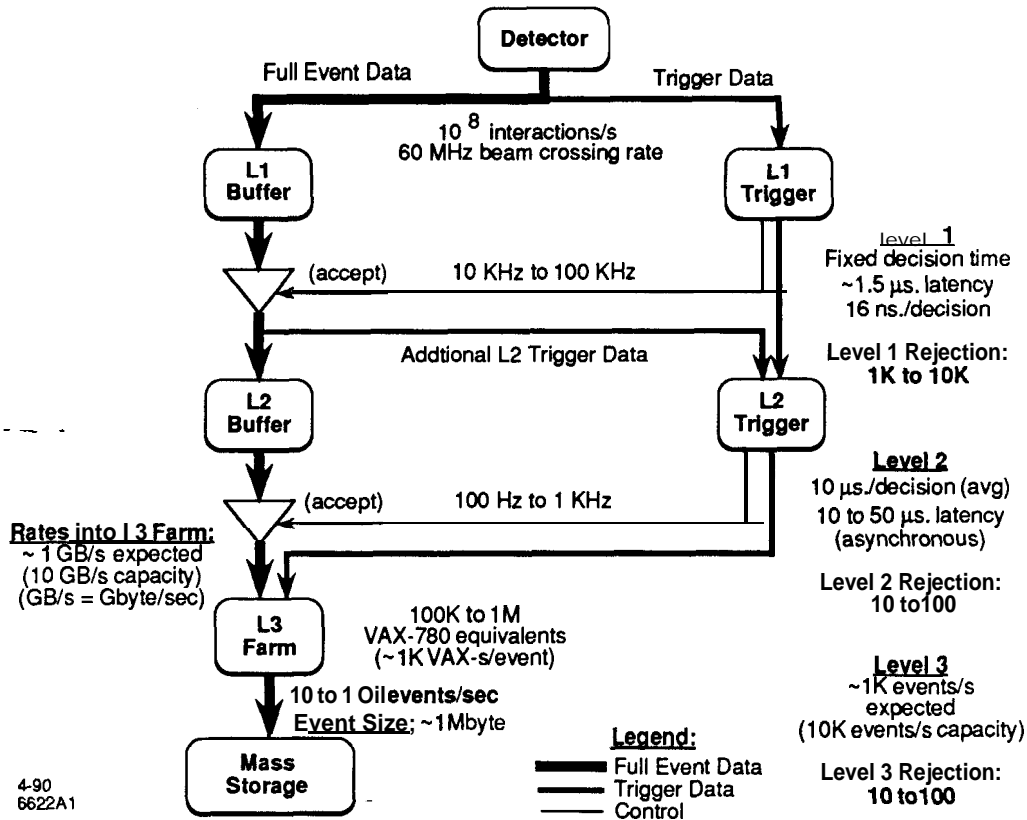 Detector
Full Event Data
Trigger Data
10 8 interactions/s
60 MHz beam crossing rate
L1
Buffer
L1
Trigger
(accept)
10 KHz to 100 KHz
level 1
Fixed decision time
~1.5 µs. latency
16 ns./decision
Addtional L2 Trigger Data
Level 1 Rejection:
1K to 10K
L2
Buffer
L2
Trigger
Level 2
10 µs./decision (avg)
10 to 50 µs. latency
(asynchronous)
(accept)
100 Hz to 1 KHz
Rates into l 3 Farm:
~ 1 GB/s expected
(10 GB/s capacity)
(GB/s = Gbyte/sec)
Level 2 Rejection:
10 to100
L3
Farm
100K to 1M
VAX-780 equivalents
(~1K VAX-s/event)
Level 3
~1K events/s
expected
(10K events/s capacity)
10 to 1 Oilevents/sec
Event Size; ~1Mbyte
Mass
Storage
Legend:
Full Event Data
Trigger Data
Control
Level 3 Rejection:
10 to100
4-90
6622A1